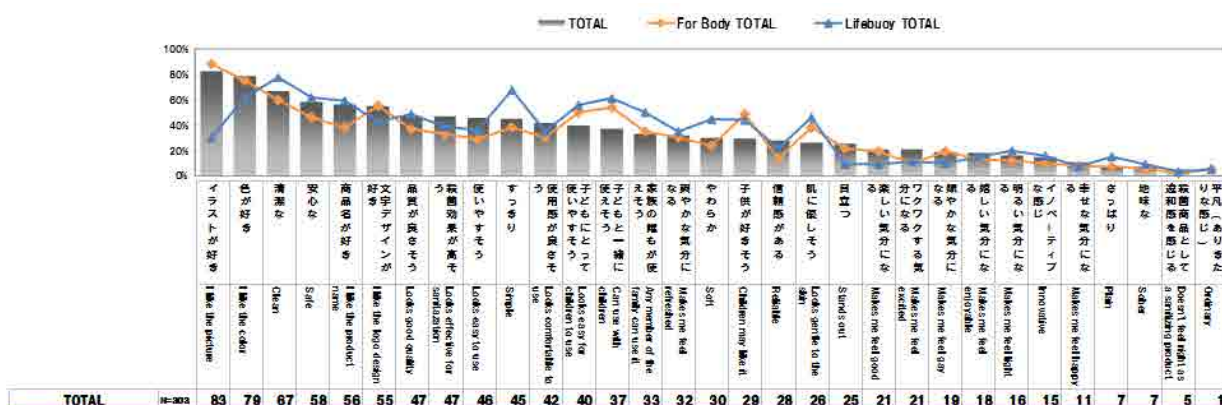 TOTAL For Body TOTAL Lifebuoy TOTAL
100%
80%
60%
40%
20%
0%
イラストが好き
色が好き
清潔な
安心な
商品名が好き
文字デザインが好き
品質が良さそう
殺菌効果が高そう
使いやすそう
すっきり
使用感が良さそう
子どもにとって使いやすそう
子どもと一緒に使えそう
家族の誰もが使えそう
爽やかな気分になる
やわらか
子供が好きそう
信頼感がある
肌に優しそう
目立つ
楽しい気分になる
ワクワクする気分になる
賑やかな気分になる
嬉しい気分になる
明るい気分になる
イノベーティブな感じ
幸せな気分になる
さっぱり
地味な
殺菌商品として違和感を感じる
平凡(ありきたりな感じ)
I like the picture
I like the color
Clean
Safe
I like the product name
I like the logo design
Looks good quality
Looks effective for sanitazation
Looks easy to use
Simple
Looks comfortable to use
Looks easy for children to use
Can use with children
Any member of the family can use it
Makes me feel refreshed
Soft
Children may like it
Reliable
Looks gentle to the skin
Stands out
Makes me feel good
Makes me feel excited
Makes me feel gay
Makes me feel enjoyable
Makes me feel light
Innovative
Makes me feel happy
Plain
Sober
Doesn't feel right as a sanitizing product
Ordinary
TOTAL N=303 83 79 67 58 56 55 47 47 46 45 42 40 37 33 32 30 29 28 26 25 21 21 19 18 16 15 11 7 7 5 1